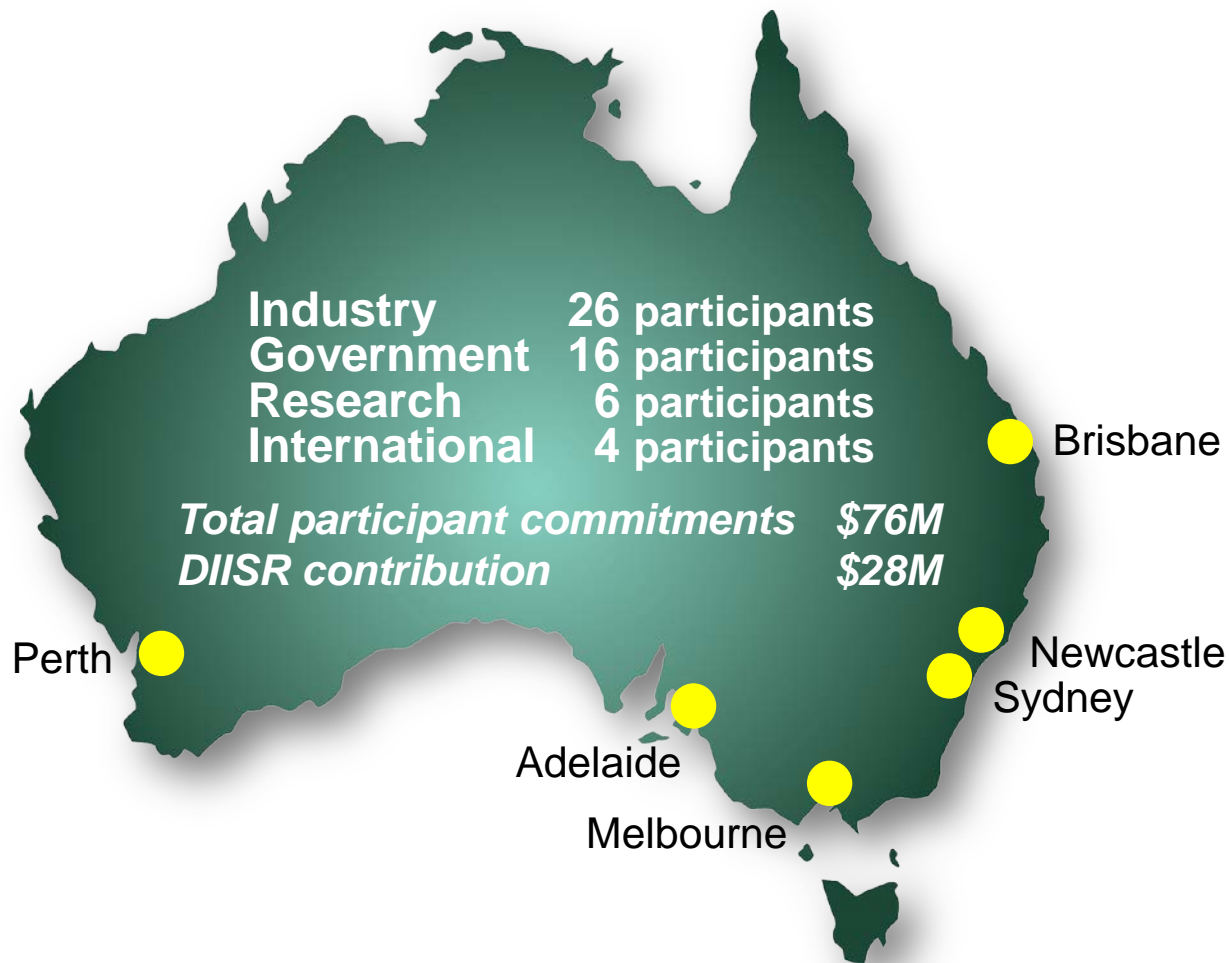 Industry 26 participants
Government 16 participants
Research 6 participants
International 4 participants
Brisbane
Total participant commitments $76M
DIISR contribution $28M
Perth
Newcastle
Sydney
Adelaide
Melbourne